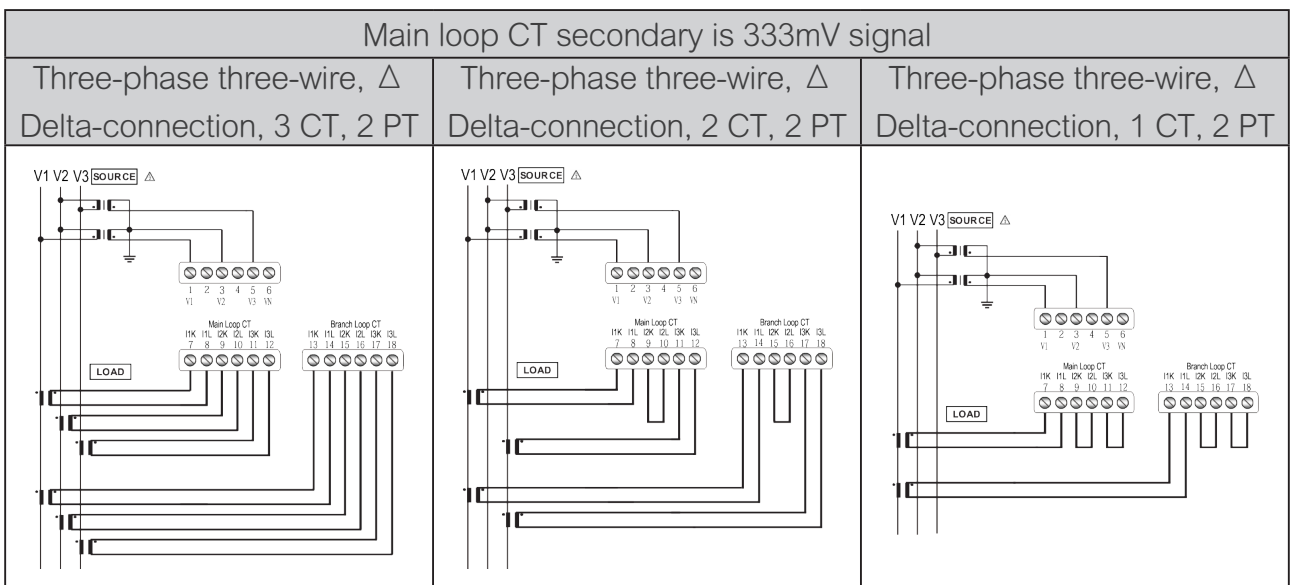 Main loop CT secondary is 333mV signal
Three-phase three-wire, △
Delta-connection, 3 CT, 2 PT
Three-phase three-wire, △
Delta-connection, 2 CT, 2 PT
Three-phase three-wire, △
Delta-connection, 1 CT, 2 PT
V1 V2 V3 SOURCE
1 2 3 4 5 6
V1 V2 V3 VN
Main Loop CT
I1K I1L I2K I2L I3K I3L
7 8 9 10 11 12
Branch Loop CT
I1K I1L I2K I2L I3K I3L
13 14 15 16 17 18
LOAD
V1 V2 V3 SOURCE
1 2 3 4 5 6
V1 V2 V3 VN
Main Loop CT
I1K I1L I2K I2L I3K I3L
7 8 9 10 11 12
Branch Loop CT
I1K I1L I2K I2L I3K I3L
13 14 15 16 17 18
LOAD
V1 V2 V3 SOURCE
1 2 3 4 5 6
V1 V2 V3 VN
Main Loop CT
I1K I1L I2K I2L I3K I3L
7 8 9 10 11 12
Branch Loop CT
I1K I1L I2K I2L I3K I3L
13 14 15 16 17 18
LOAD